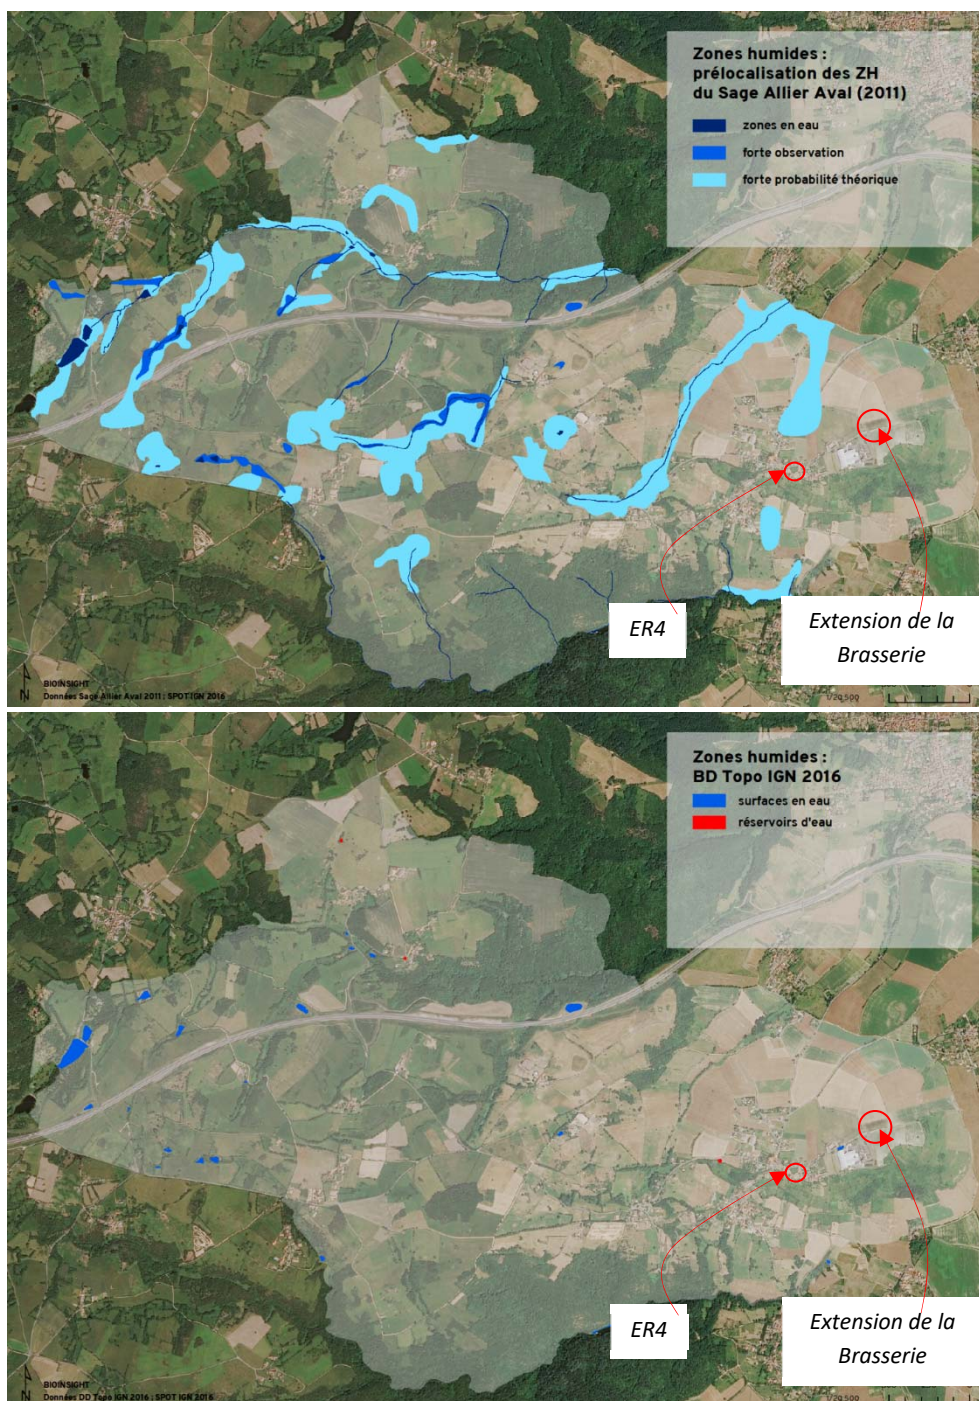 Zones humides :
prélocalisation des ZH
du Sage Allier Aval (2011)
zones en eau
forte observation
forte probabilité théorique
ER4
Extension de la
Brasserie
N
BIOINSIGHT
Données Sage Allier Aval 2011 : SPOT IGN 2016
1/20 500
Zones humides :
BD Topo IGN 2016
surfaces en eau
réservoirs d'eau
ER4
Extension de la
Brasserie
N
BIOINSIGHT
Données DD Topo IGN 2016 : SPOT IGN 2016
1/20 500